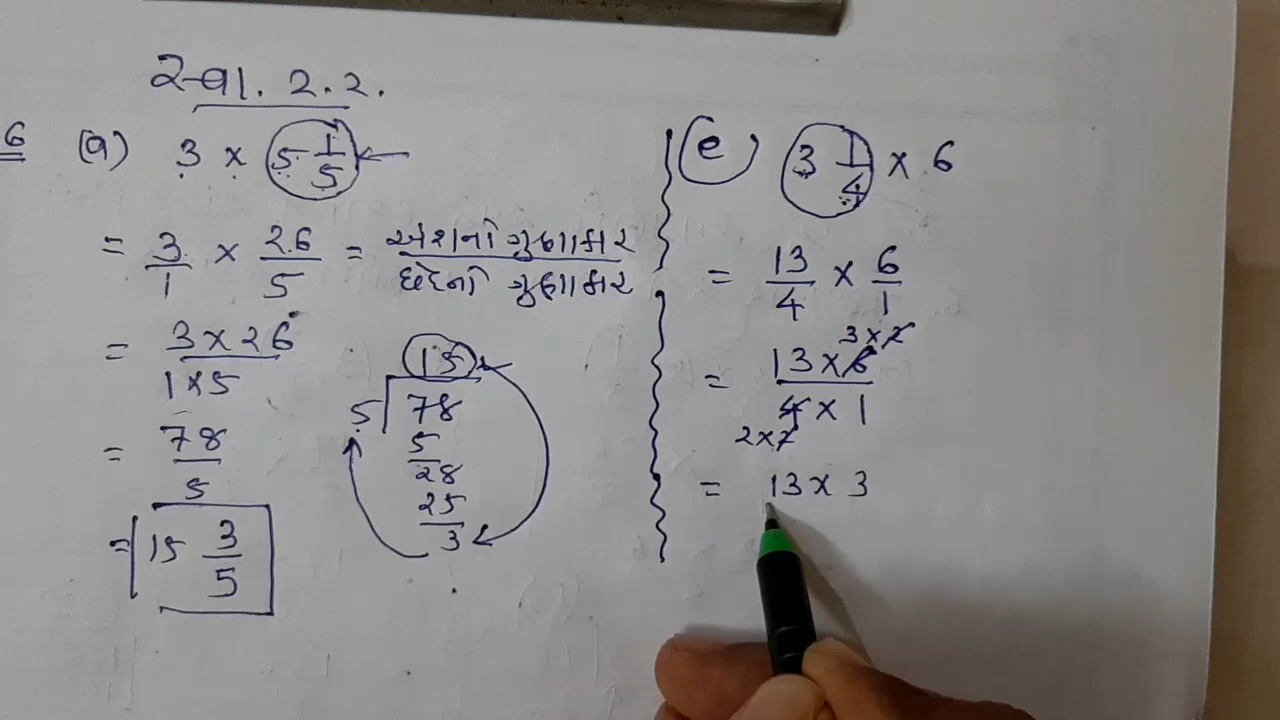 સ્વા. 2.2.
6 (a) 3 × 5 1/5
= 3/1 × 26/5 = અંશનો ગુણાકાર / છેદનો ગુણાકાર
= 3×26 / 1×5
= 78/5
= 15 3/5
15
5 78
5
28
25
3
(e) 3 1/4 × 6
= 13/4 × 6/1
3×2
= 13×6 / 4×1
2×2
= 13×3